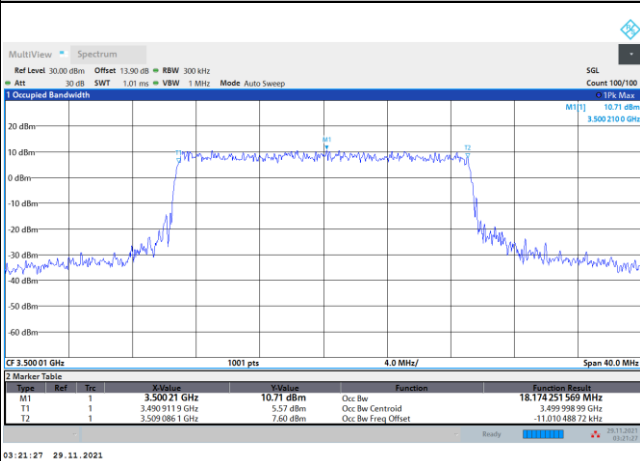 MultiView Spectrum
Ref Level 30.00 dBm Offset 13.90 dB RBW 300 kHz SGL
Att 30 dB SWT 1.01 ms VBW 1 MHz Mode Auto Sweep Count 100/100
1 Occupied Bandwidth 1Pk Max
M1[1] 10.71 dBm
3.500 210 0 GHz
20 dBm
M1
T1 T2
10 dBm
0 dBm
-10 dBm
-20 dBm
-30 dBm
-40 dBm
-50 dBm
-60 dBm
CF 3.500 01 GHz 1001 pts 4.0 MHz/ Span 40.0 MHz
2 Marker Table
Type Ref Trc X-Value Y-Value Function Function Result
M1 1 3.500 21 GHz 10.71 dBm Occ Bw 18.174 251 569 MHz
T1 1 3.490 911 9 GHz 5.57 dBm Occ Bw Centroid 3.499 998 99 GHz
T2 1 3.509 086 1 GHz 7.60 dBm Occ Bw Freq Offset -11.010 488 72 kHz
Ready 29.11.2021
03:21:27
03:21:27 29.11.2021